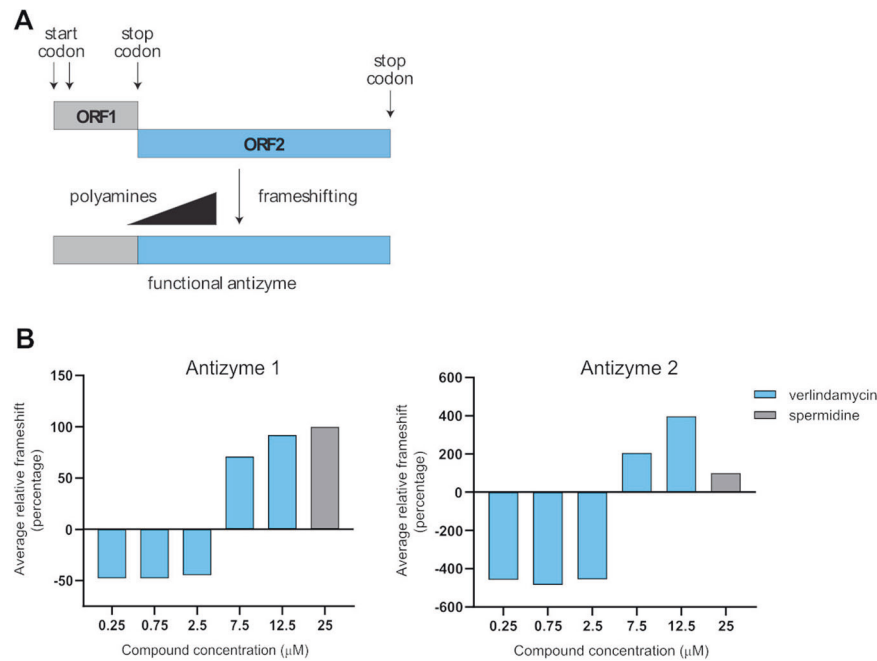 A
start
codon
stop
codon
stop
codon
ORF1
ORF2
polyamines
frameshifting
functional antizyme
B
Antizyme 1
Average relative frameshift
(percentage)
150
100
50
0
-50
0.25 0.75 2.5 7.5 12.5 25
Compound concentration (μM)
Antizyme 2
Average relative frameshift
(percentage)
600
400
200
0
-200
-400
-600
0.25 0.75 2.5 7.5 12.5 25
Compound concentration (μM)
verlindamycin
spermidine